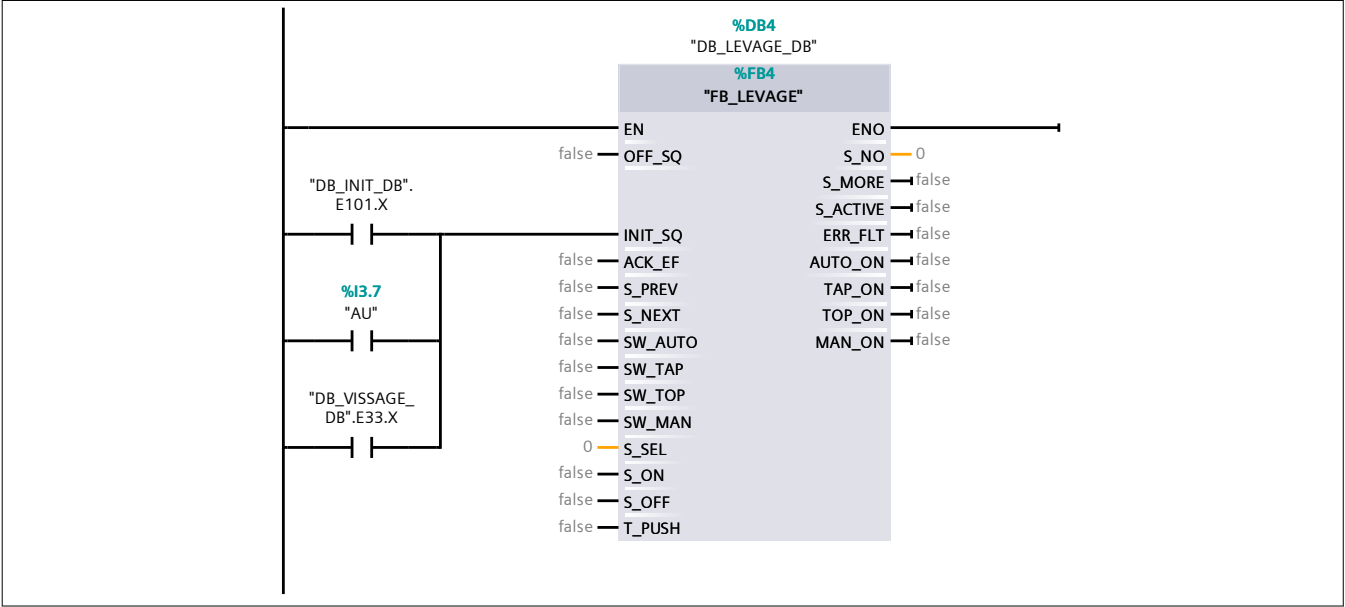 %DB4
"DB_LEVAGE_DB"
%FB4
"FB_LEVAGE"
EN ENO
false OFF_SQ S_NO 0
"DB_INIT_DB".
E101.X
S_MORE false
S_ACTIVE false
INIT_SQ ERR_FLT false
false ACK_EF AUTO_ON false
%I3.7
"AU"
false S_PREV TAP_ON false
false S_NEXT TOP_ON false
false SW_AUTO MAN_ON false
false SW_TAP
"DB_VISSAGE_
DB".E33.X
false SW_TOP
false SW_MAN
0 S_SEL
false S_ON
false S_OFF
false T_PUSH